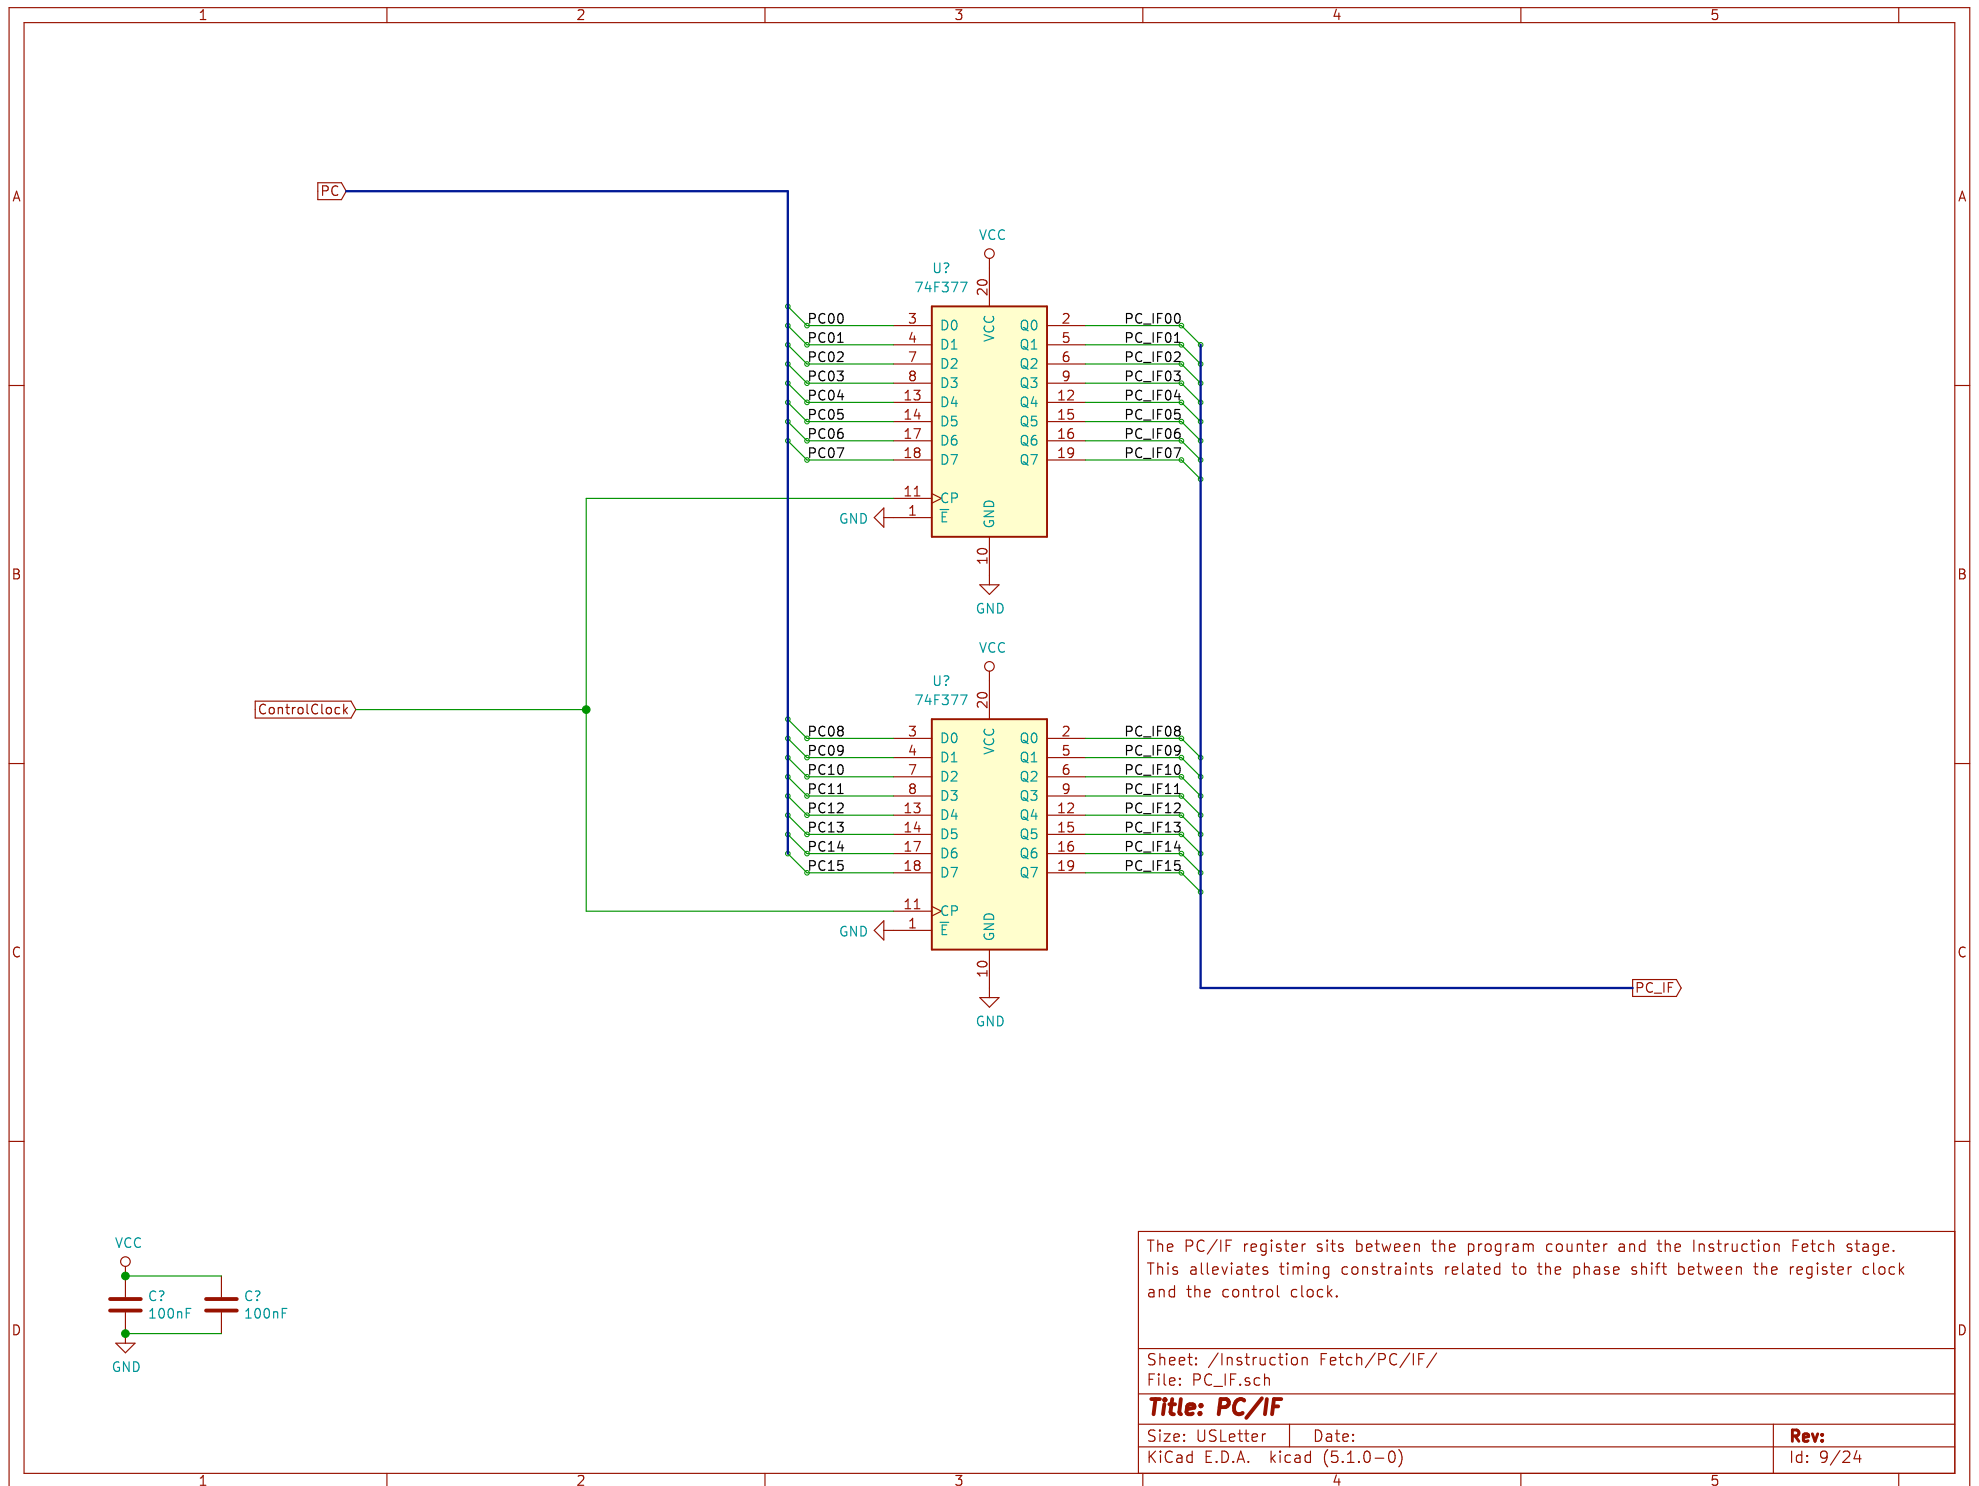 1 2 3 4 5
A A
PC
VCC
U?
74F377
20
VCC
PC00 3 D0 Q0 2 PC_IF00
PC01 4 D1 Q1 5 PC_IF01
PC02 7 D2 Q2 6 PC_IF02
PC03 8 D3 Q3 9 PC_IF03
PC04 13 D4 Q4 12 PC_IF04
PC05 14 D5 Q5 15 PC_IF05
PC06 17 D6 Q6 16 PC_IF06
PC07 18 D7 Q7 19 PC_IF07
11 CP
GND 1 E GND
10
B B
GND
VCC
U?
74F377
20
ControlClock
VCC
PC08 3 D0 Q0 2 PC_IF08
PC09 4 D1 Q1 5 PC_IF09
PC10 7 D2 Q2 6 PC_IF10
PC11 8 D3 Q3 9 PC_IF11
PC12 13 D4 Q4 12 PC_IF12
PC13 14 D5 Q5 15 PC_IF13
PC14 17 D6 Q6 16 PC_IF14
PC15 18 D7 Q7 19 PC_IF15
11 CP
GND 1 E GND
C C
10
PC_IF
GND
VCC
C? C?
100nF 100nF
GND
D D
The PC/IF register sits between the program counter and the Instruction Fetch stage.
This alleviates timing constraints related to the phase shift between the register clock
and the control clock.
Sheet: /Instruction Fetch/PC/IF/
File: PC_IF.sch
Title: PC/IF
Size: USLetter Date: Rev:
KiCad E.D.A. kicad (5.1.0-0) Id: 9/24
1 2 3 4 5